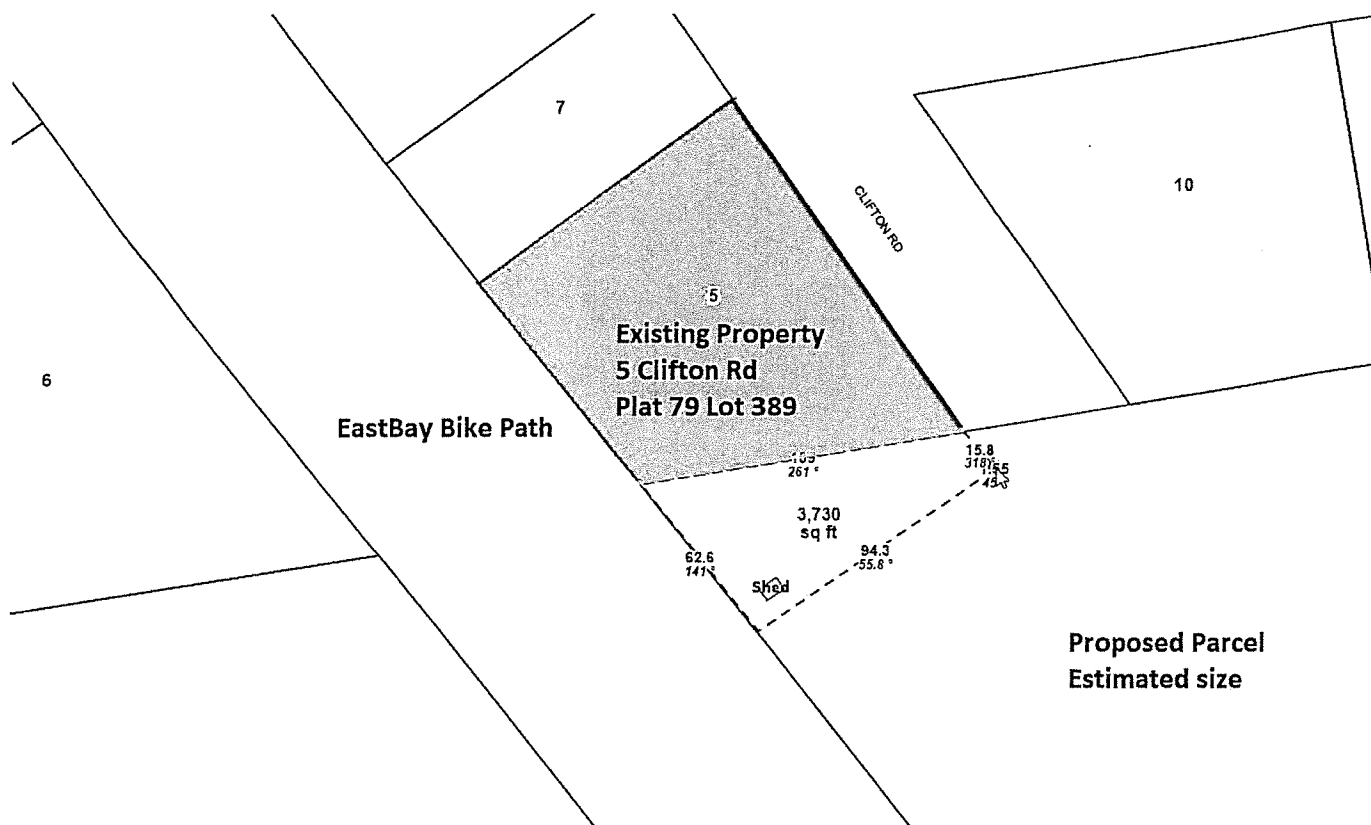 7
CLIFTON RD
10
5
Existing Property
5 Clifton Rd
Plat 79 Lot 389
6
EastBay Bike Path
15.8
261 °
3,730
sq ft
94.3
55.8 °
62.6
141 °
Shed
Proposed Parcel
Estimated size